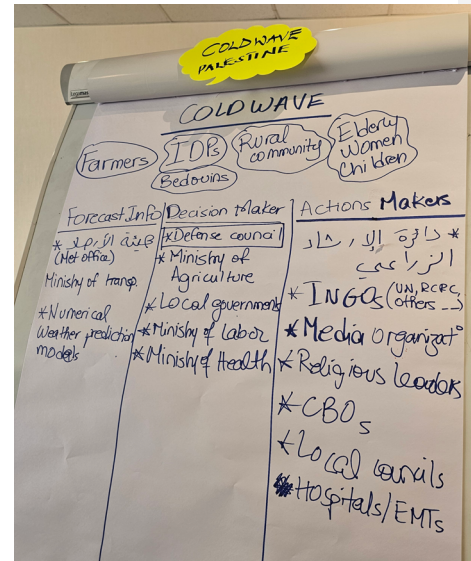 COLDWAVE
PALESTINE
COLDWAVE
Farmers
IDPs
Bedouins
Rural
community
Elderly
Women
Children
Forecast Info
* هيئة الأرصاد
(Met office)
Ministry of transp.
*Numerical
Weather prediction
models
Decision Maker
*Defense council
* Ministry of
Agriculture
*Local governments
*Ministry of Labor
*Ministry of Health
Actions Makers
* دائرة الإرشاد
الزراعي
*INGOs (UN, RCRC,
others --)
*Media organizat°
*Religious leaders
*CBOs
*Local councils
*Hospitals/EMTs